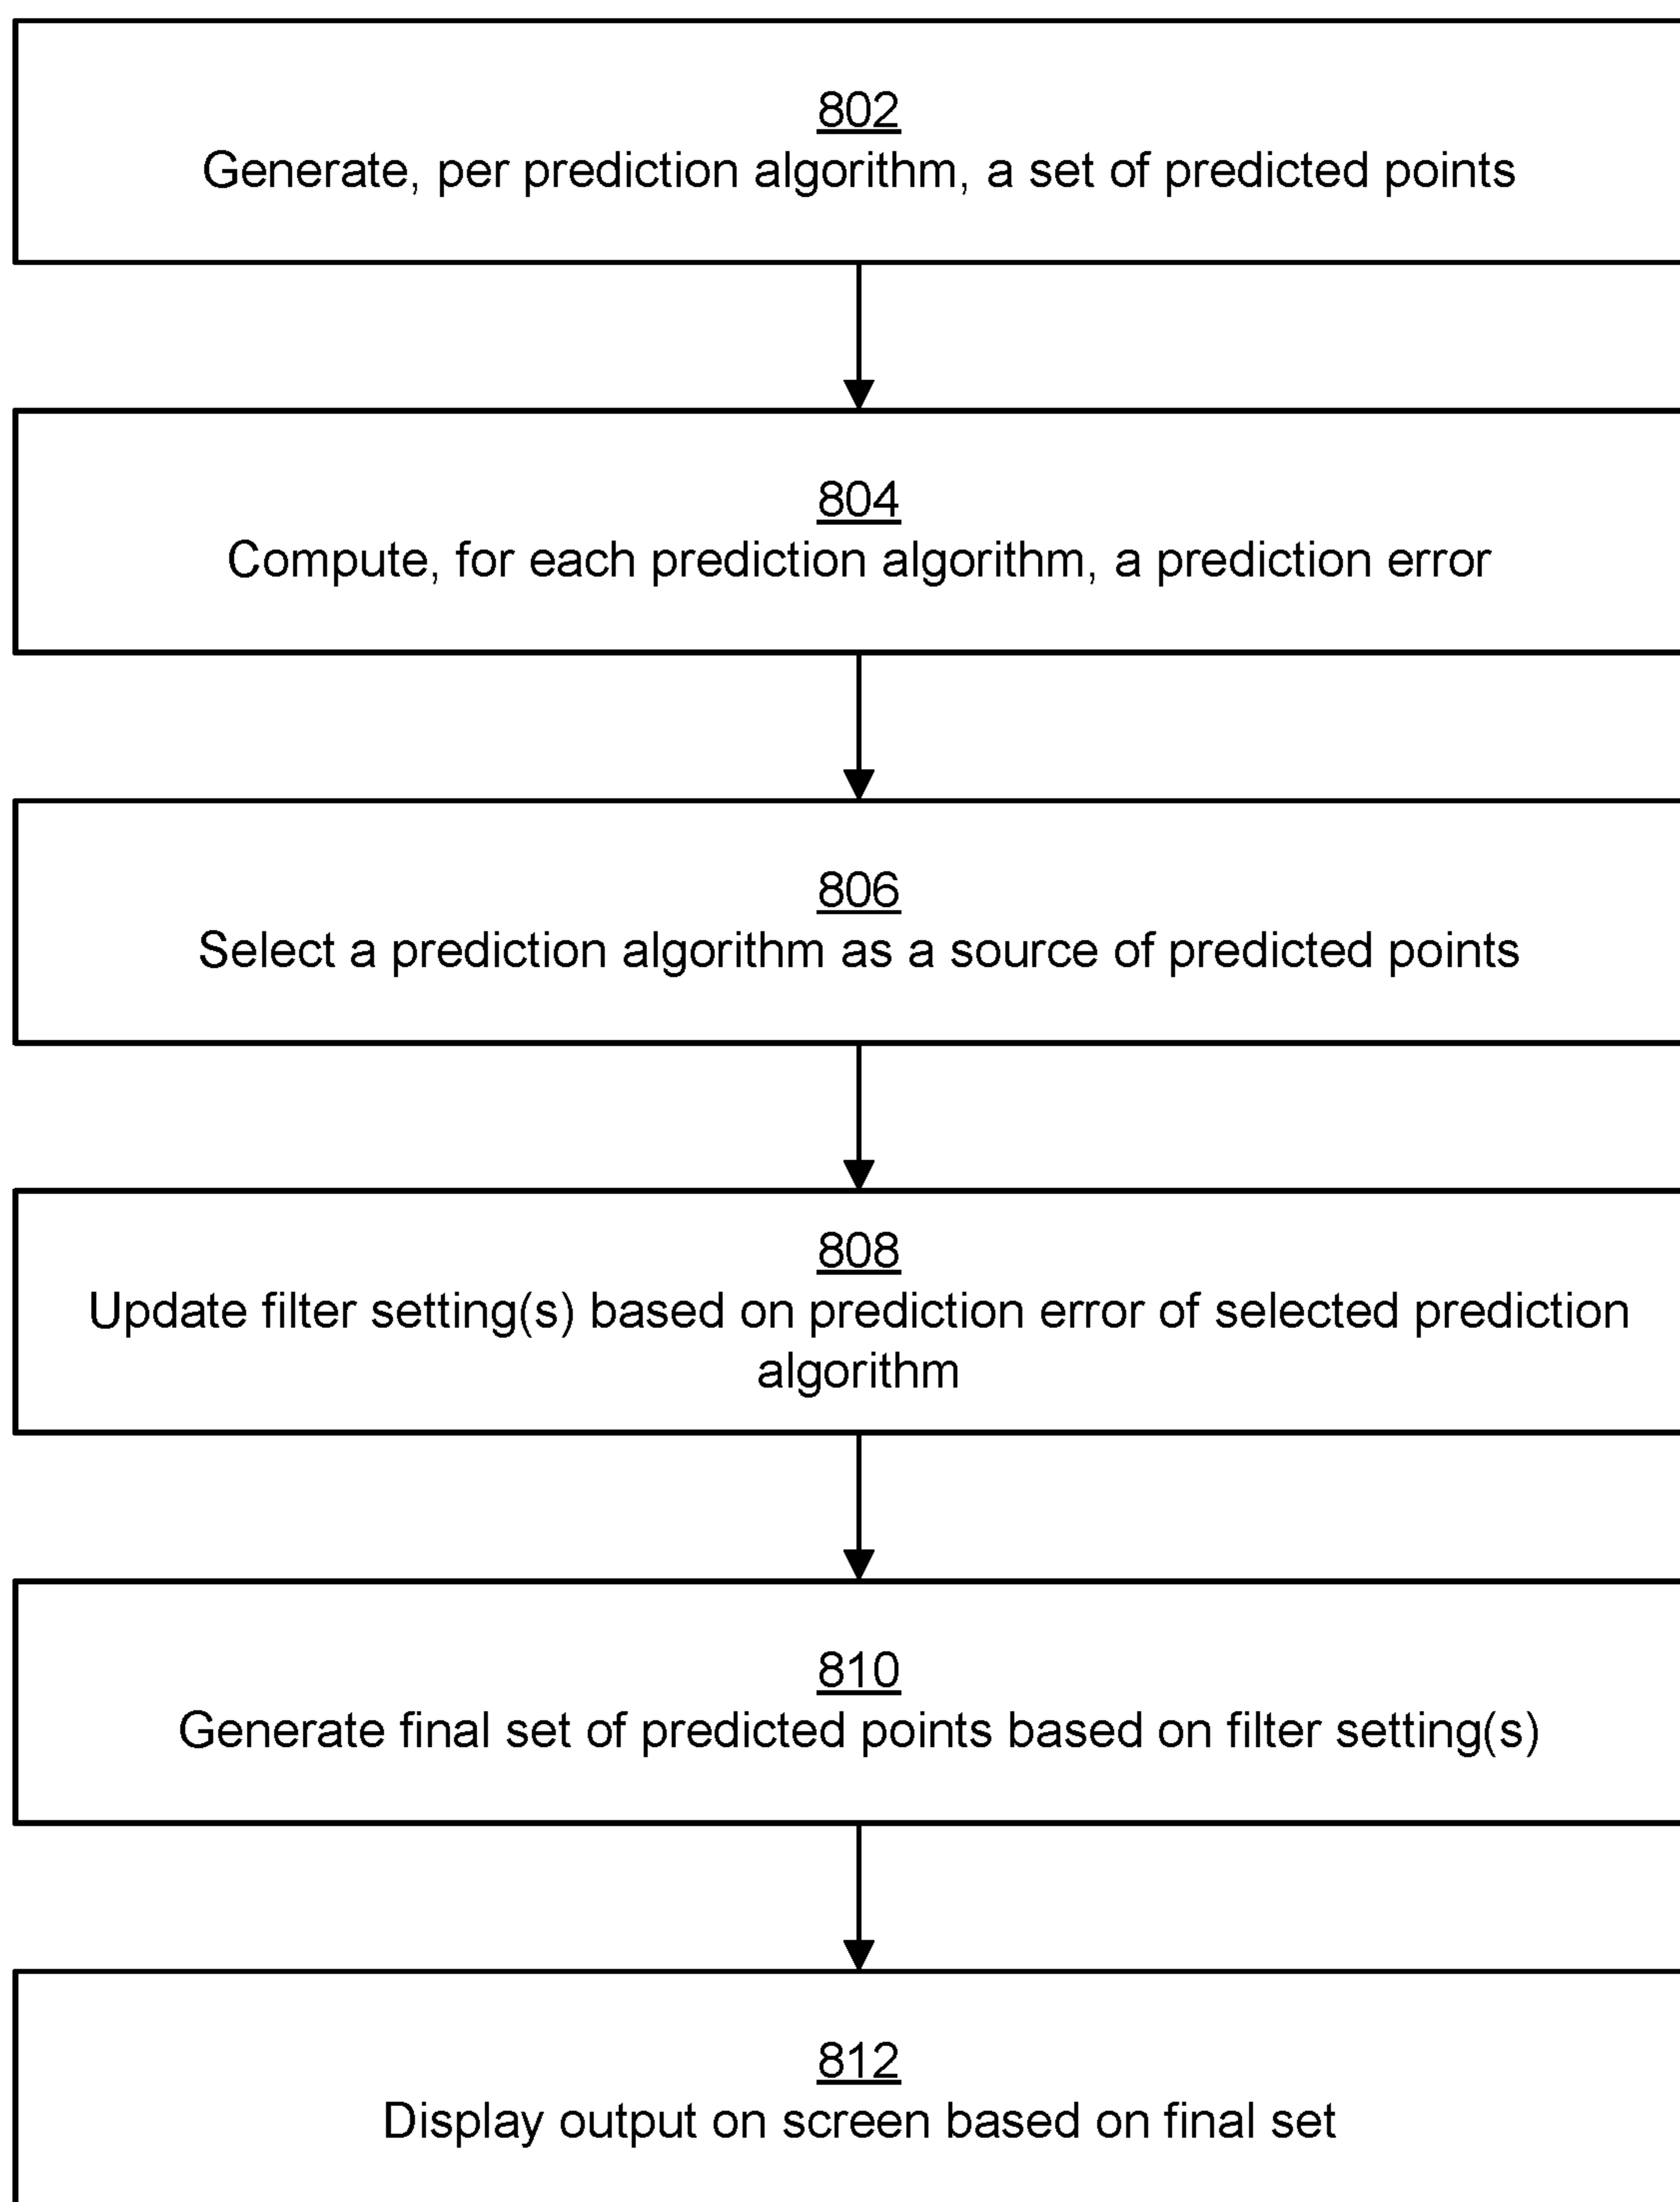 802
Generate, per prediction algorithm, a set of predicted points
804
Compute, for each prediction algorithm, a prediction error
806
Select a prediction algorithm as a source of predicted points
808
Update filter setting(s) based on prediction error of selected prediction
algorithm
810
Generate final set of predicted points based on filter setting(s)
812
Display output on screen based on final set